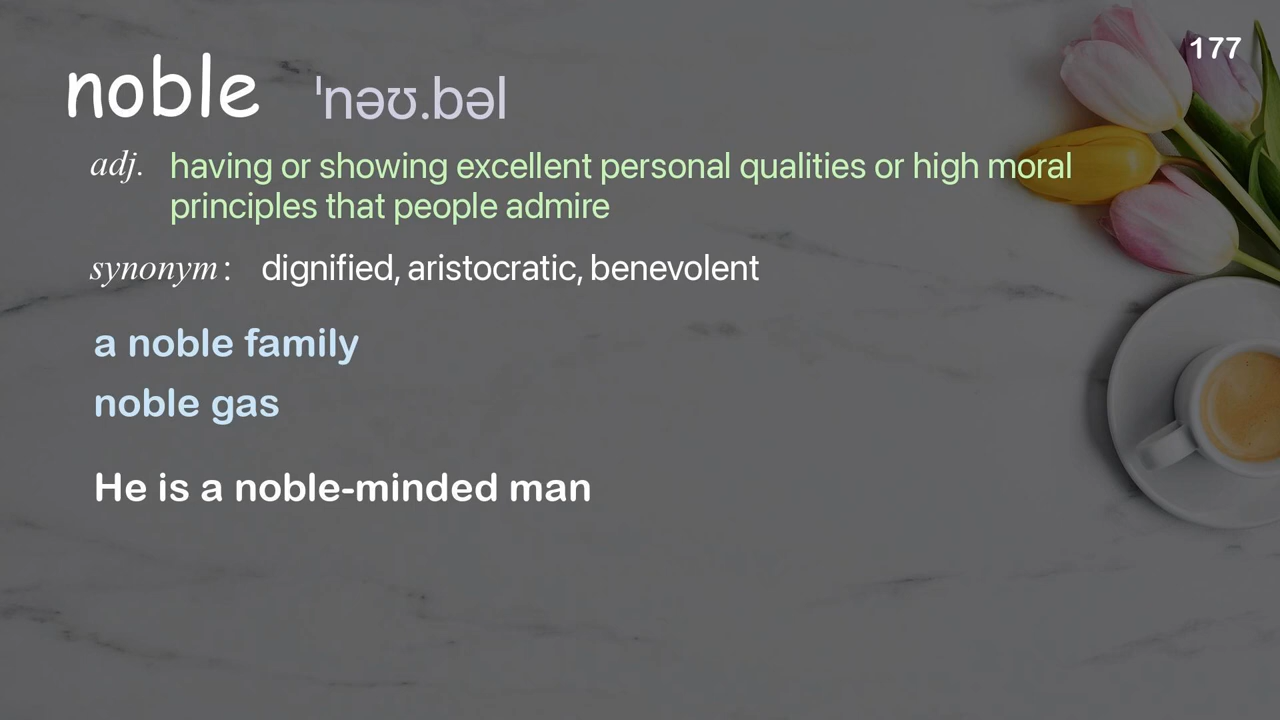 177
noble ˈnəʊ.bəl
adj. having or showing excellent personal qualities or high moral
principles that people admire
synonym: dignified, aristocratic, benevolent
a noble family
noble gas
He is a noble-minded man